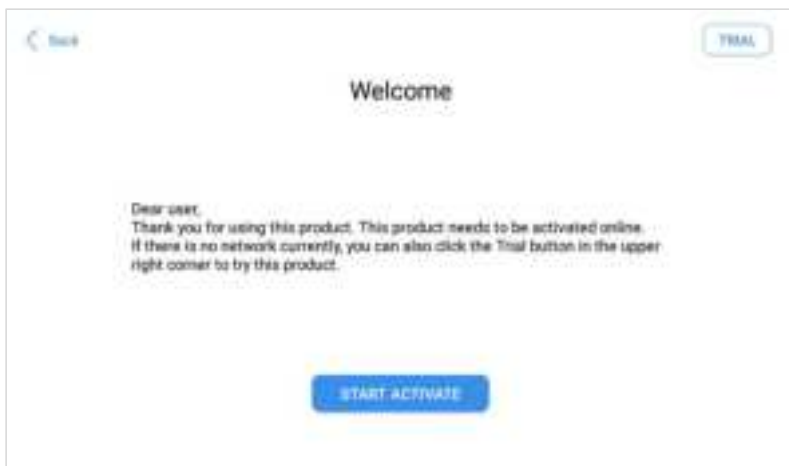 Back
TRIAL
Welcome
Dear user,
Thank you for using this product. This product needs to be activated online.
If there is no network currently, you can also click the Trial button in the upper
right corner to try this product.
START ACTIVATE